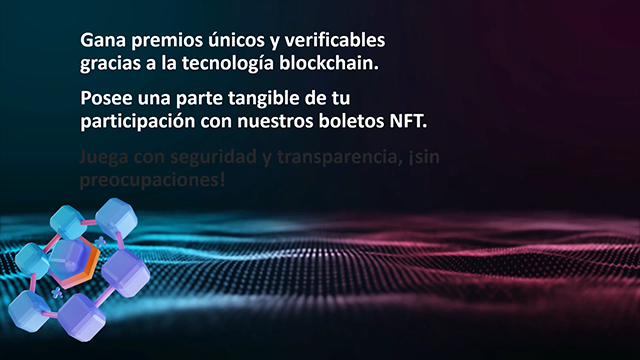 Gana premios únicos y verificables
gracias a la tecnología blockchain.
Posee una parte tangible de tu
participación con nuestros boletos NFT.
Juega con seguridad y transparencia, ¡sin
preocupaciones!